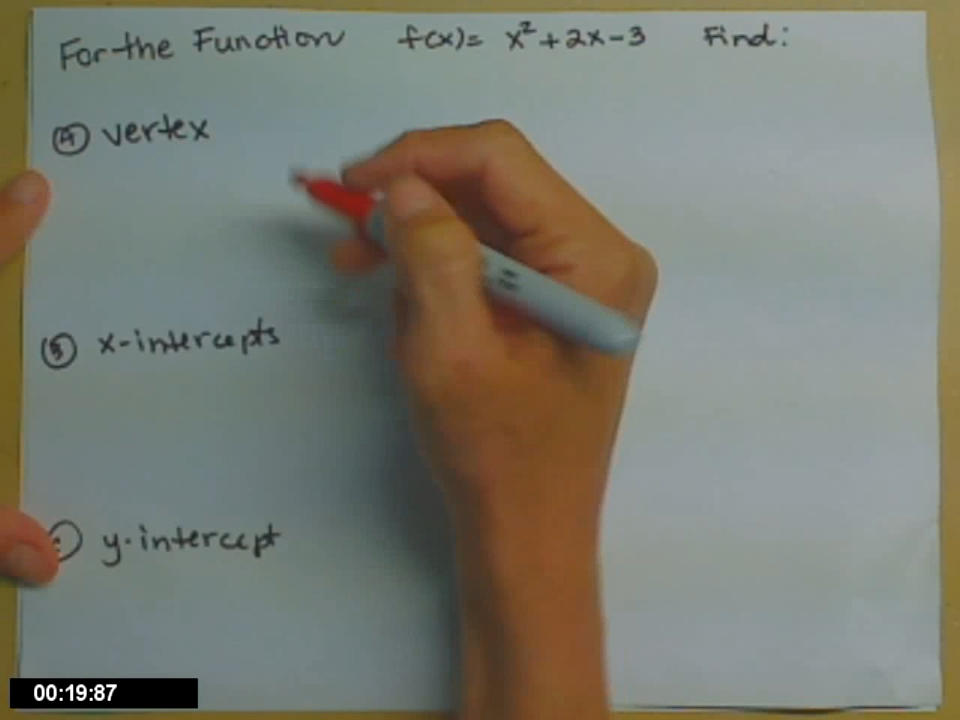 For the Function f(x)= x²+2x-3 Find:
(A) vertex
(B) x-intercepts
y-intercept
00:19:87